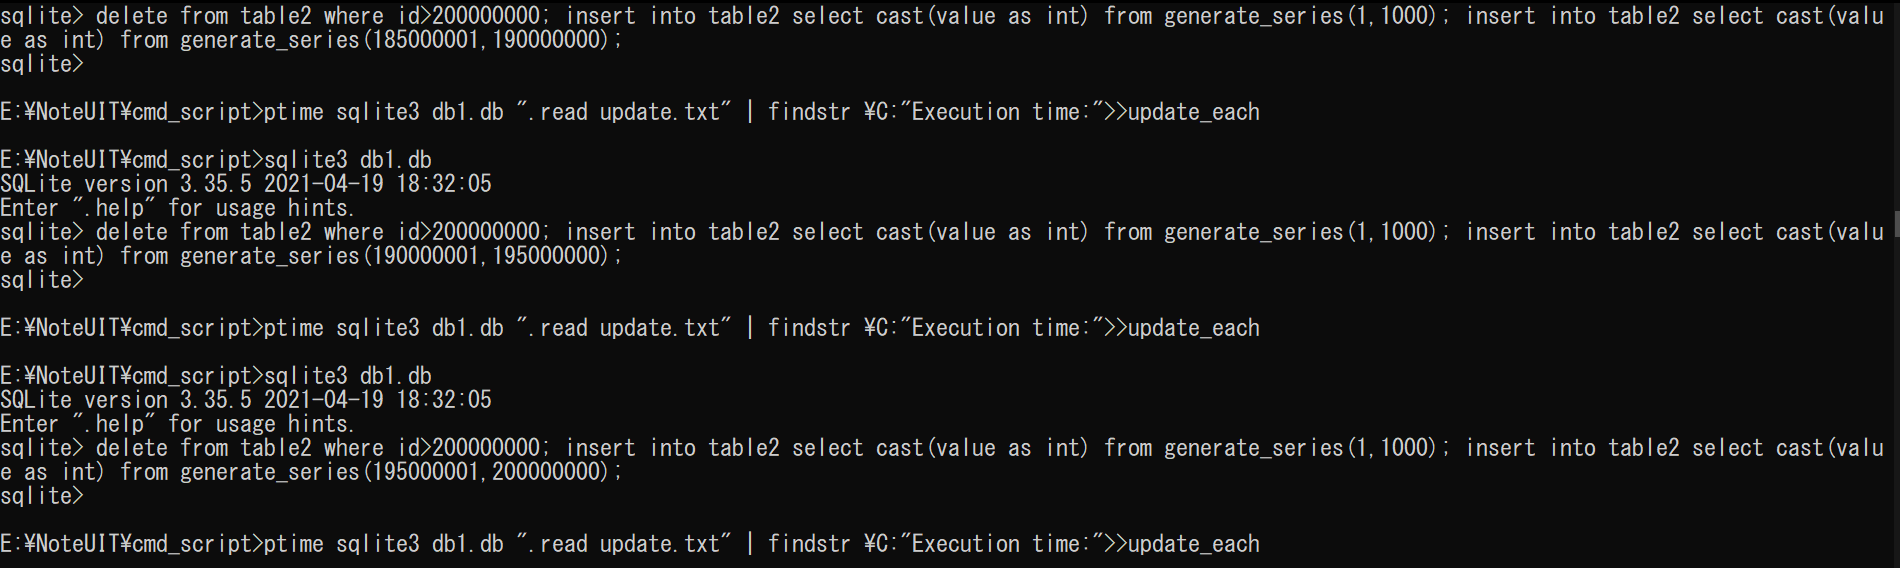 sqlite> delete from table2 where id>200000000; insert into table2 select cast(value as int) from generate_series(1,1000); insert into table2 select cast(valu
e as int) from generate_series(185000001,190000000);
sqlite>
E:¥NoteUIT¥cmd_script>ptime sqlite3 db1.db ".read update.txt" | findstr ¥C:"Execution time:">>update_each
E:¥NoteUIT¥cmd_script>sqlite3 db1.db
SQLite version 3.35.5 2021-04-19 18:32:05
Enter ".help" for usage hints.
sqlite> delete from table2 where id>200000000; insert into table2 select cast(value as int) from generate_series(1,1000); insert into table2 select cast(valu
e as int) from generate_series(190000001,195000000);
sqlite>
E:¥NoteUIT¥cmd_script>ptime sqlite3 db1.db ".read update.txt" | findstr ¥C:"Execution time:">>update_each
E:¥NoteUIT¥cmd_script>sqlite3 db1.db
SQLite version 3.35.5 2021-04-19 18:32:05
Enter ".help" for usage hints.
sqlite> delete from table2 where id>200000000; insert into table2 select cast(value as int) from generate_series(1,1000); insert into table2 select cast(valu
e as int) from generate_series(195000001,200000000);
sqlite>
E:¥NoteUIT¥cmd_script>ptime sqlite3 db1.db ".read update.txt" | findstr ¥C:"Execution time:">>update_each